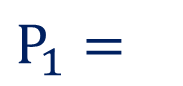 P₁ =